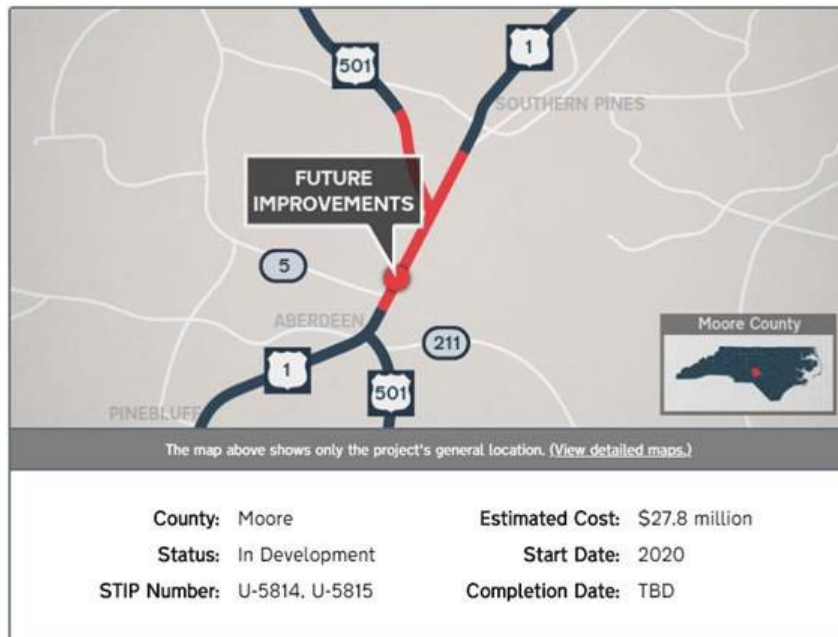 501
1
SOUTHERN PINES
FUTURE
IMPROVEMENTS
5
ABERDEEN
211
Moore County
1
501
PINEBLUFF
The map above shows only the project's general location. (View detailed maps.)
County: Moore
Estimated Cost: $27.8 million
Status: In Development
Start Date: 2020
STIP Number: U-5814, U-5815
Completion Date: TBD